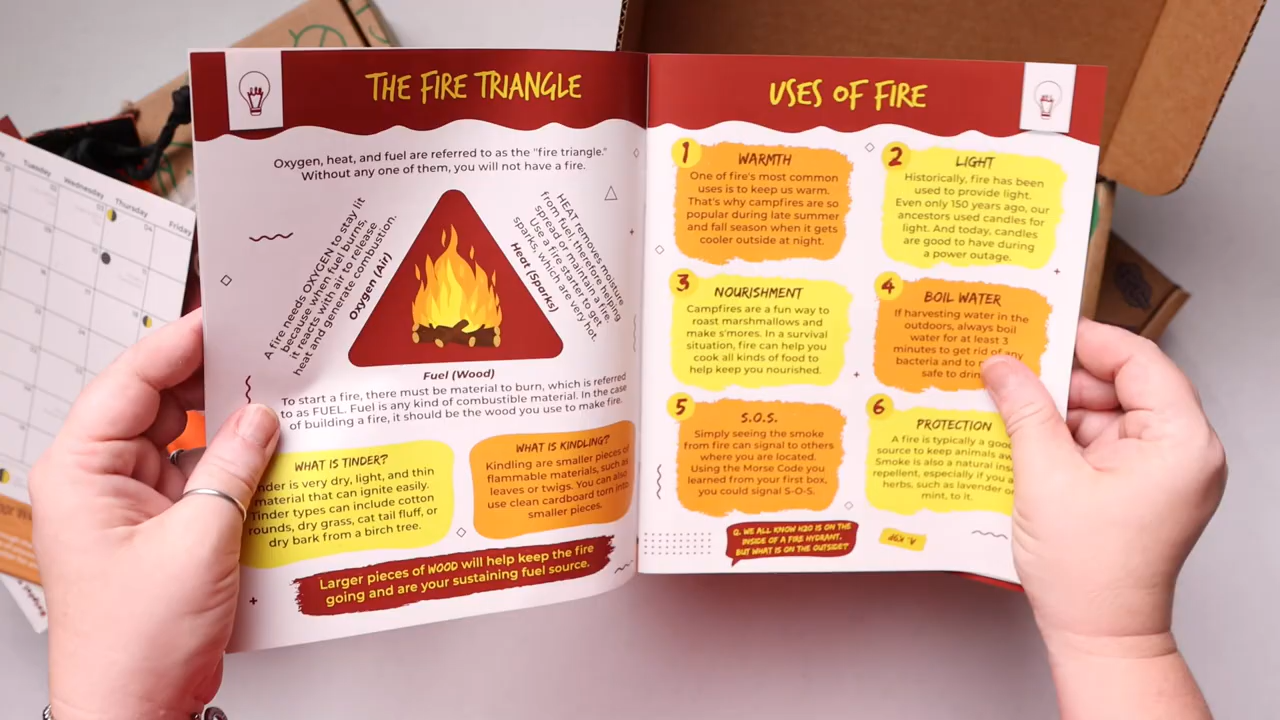 THE FIRE TRIANGLE
Oxygen, heat, and fuel are referred to as the "fire triangle."
Without any one of them, you will not have a fire.
A fire needs OXYGEN to stay lit
because when fuel burns,
it reacts with air to release
heat and generate combustion.
Oxygen (Air)
HEAT removes moisture
from fuel, therefore helping
spread or maintain a fire.
Use a fire starter to get
sparks, which are very hot.
Heat (Sparks)
Fuel (Wood)
To start a fire, there must be material to burn, which is referred
to as FUEL. Fuel is any kind of combustible material. In the case
of building a fire, it should be the wood you use to make fire.
WHAT IS TINDER?
is very dry, light, and thin
material that can ignite easily.
Tinder types can include cotton
rounds, dry grass, cat tail fluff, or
dry bark from a birch tree.
WHAT IS KINDLING?
Kindling are smaller pieces of
flammable materials, such as
leaves or twigs. You can also
use clean cardboard torn into
smaller pieces.
Larger pieces of WOOD will help keep the fire
going and are your sustaining fuel source.
USES OF FIRE
1
WARMTH
One of fire's most common
uses is to keep us warm.
That's why campfires are so
popular during late summer
and fall season when it gets
cooler outside at night.
2
LIGHT
Historically, fire has been
used to provide light.
Even only 150 years ago, our
ancestors used candles for
light. And today, candles
are good to have during
a power outage.
3
NOURISHMENT
Campfires are a fun way to
roast marshmallows and
make s'mores. In a survival
situation, fire can help you
cook all kinds of food to
help keep you nourished.
4
BOIL WATER
If harvesting water in the
outdoors, always boil
water for at least 3
minutes to get rid of any
bacteria and to
safe to
5
S.O.S.
Simply seeing the smoke
from fire can signal to others
where you are located.
Using the Morse Code you
learned from your first box,
you could signal S-O-S.
6
PROTECTION
A fire is typically a good
source to keep animals
Smoke is also a natural
repellent, especially if you
herbs, such as lavender or
mint, to it.
Q. WE ALL KNOW H2O IS ON THE
INSIDE OF A FIRE HYDRANT,
BUT WHAT IS ON THE OUTSIDE?
A. K9P
Tuesday
Wednesday
Thursday
Friday